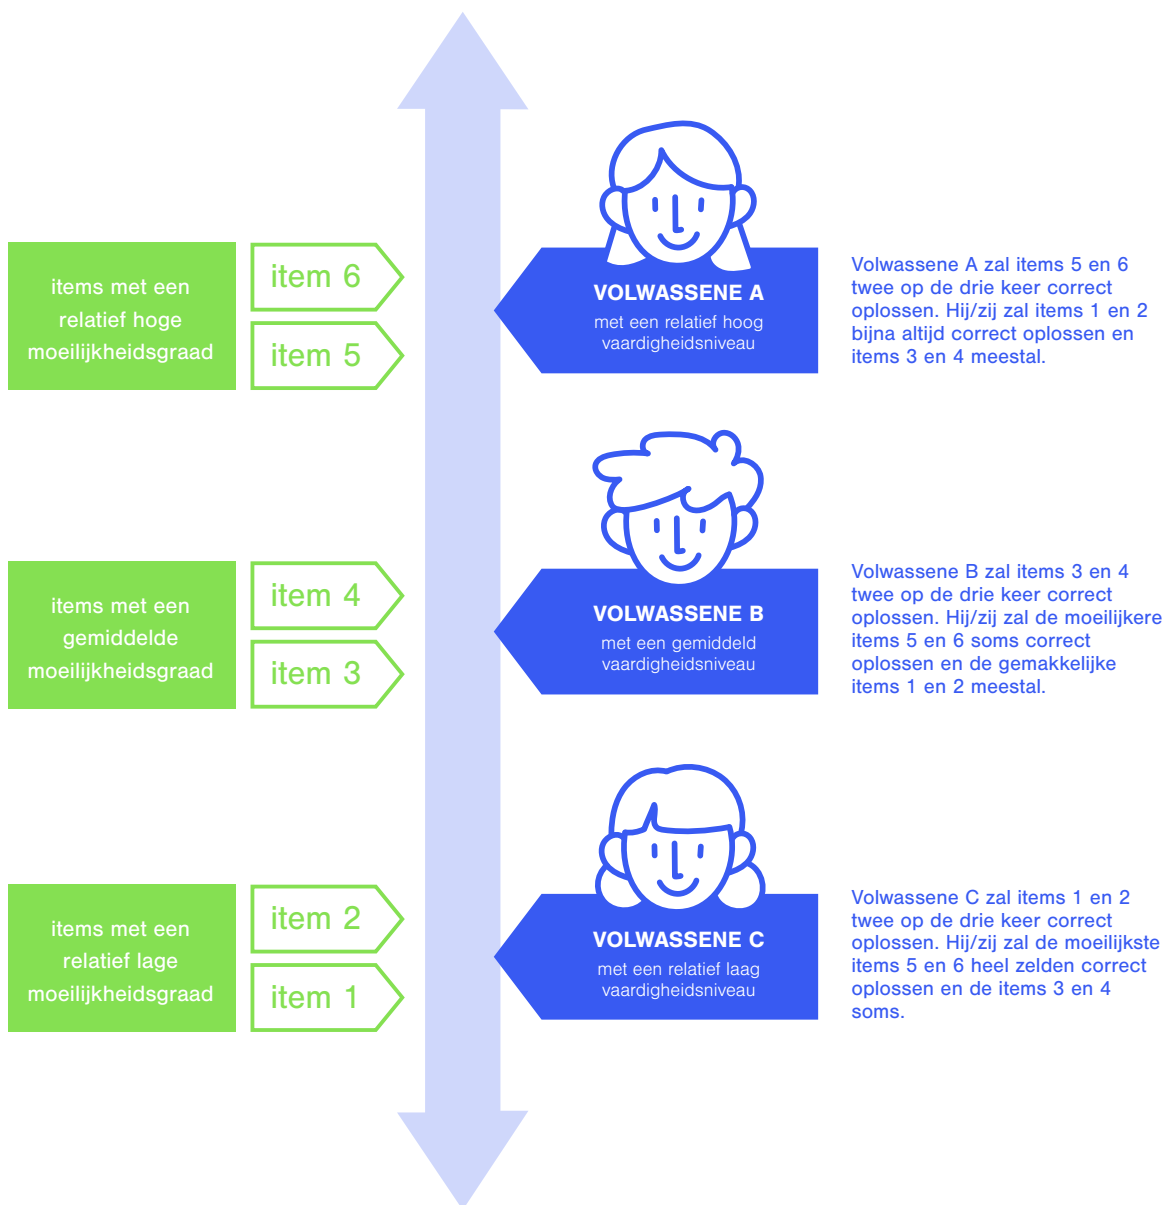 items met een
relatief hoge
moeilijkheidsgraad
item 6
item 5
VOLWASSENE A
met een relatief hoog
vaardigheidsniveau
Volwassene A zal items 5 en 6
twee op de drie keer correct
oplossen. Hij/zij zal items 1 en 2
bijna altijd correct oplossen en
items 3 en 4 meestal.
items met een
gemiddelde
moeilijkheidsgraad
item 4
item 3
VOLWASSENE B
met een gemiddeld
vaardigheidsniveau
Volwassene B zal items 3 en 4
twee op de drie keer correct
oplossen. Hij/zij zal de moeilijkere
items 5 en 6 soms correct
oplossen en de gemakkelijke
items 1 en 2 meestal.
items met een
relatief lage
moeilijkheidsgraad
item 2
item 1
VOLWASSENE C
met een relatief laag
vaardigheidsniveau
Volwassene C zal items 1 en 2
twee op de drie keer correct
oplossen. Hij/zij zal de moeilijkste
items 5 en 6 heel zelden correct
oplossen en de items 3 en 4
soms.